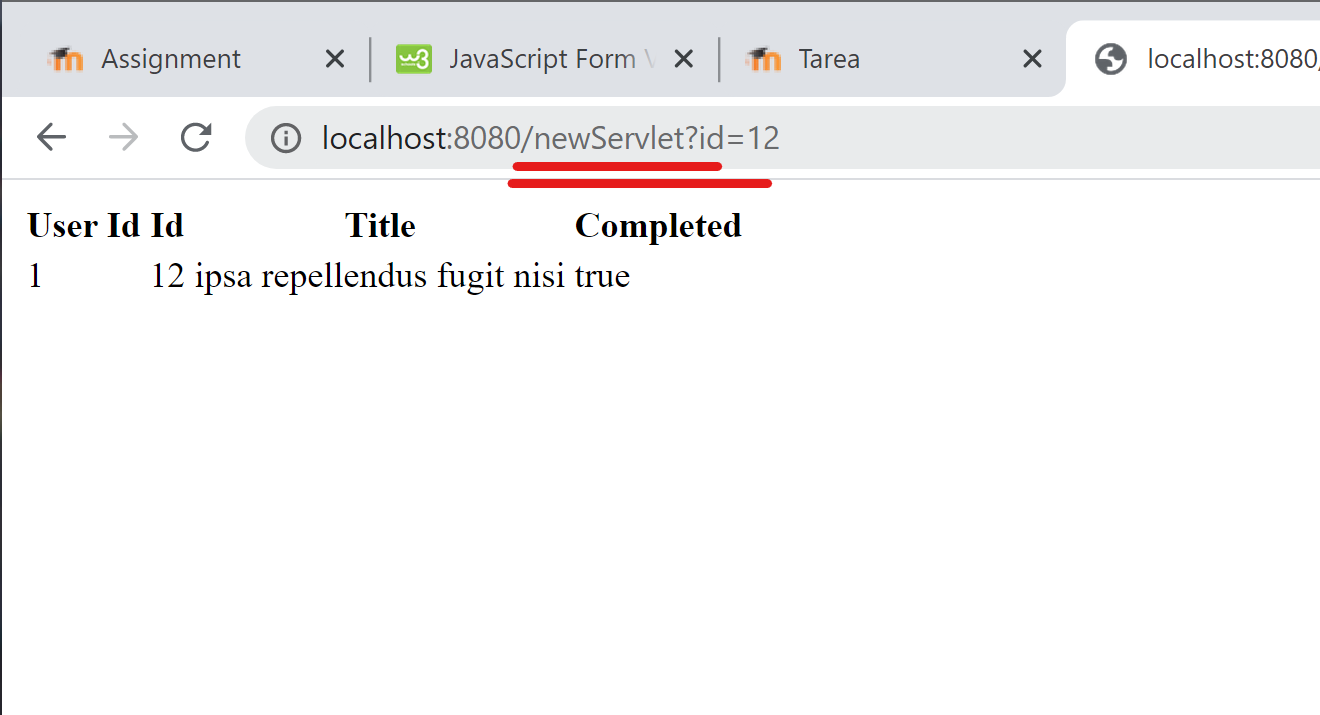 Assignment JavaScript Form Tarea localhost:8080/
localhost:8080/newServlet?id=12
User Id Id Title Completed
1 12 ipsa repellendus fugit nisi true